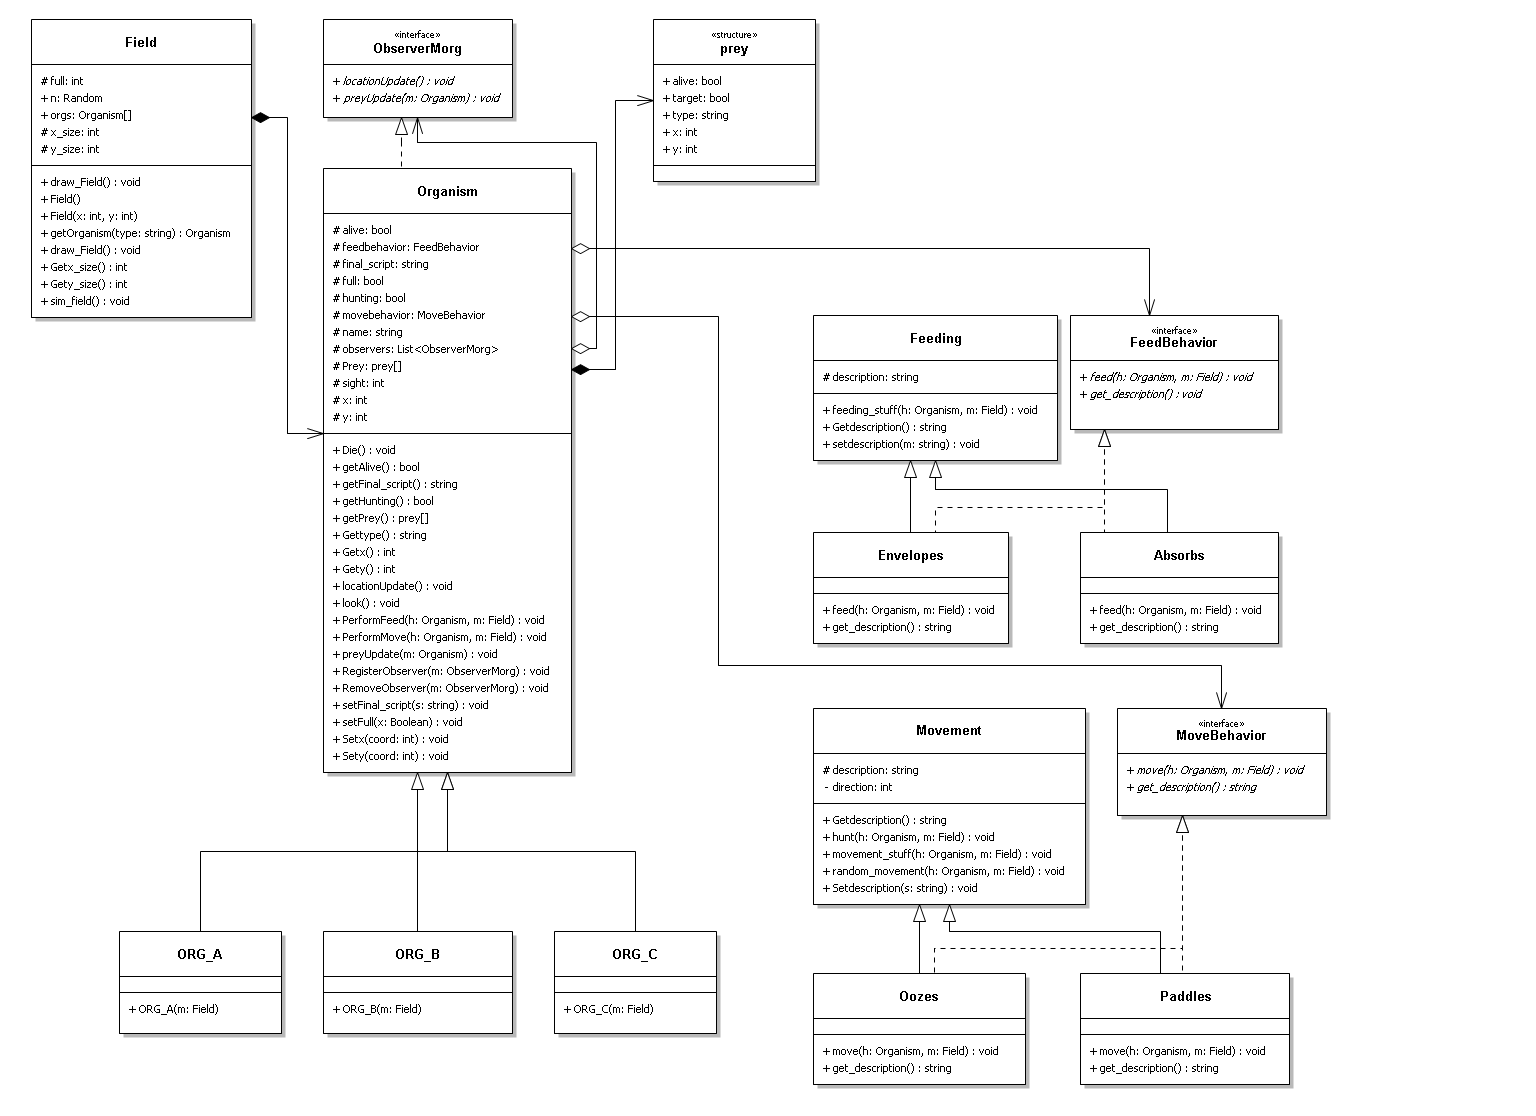 Field
# full: int
+ n: Random
+ orgs: Organism[]
# x_size: int
# y_size: int
+ draw_Field() : void
+ Field()
+ Field(x: int, y: int)
+ getOrganism(type: string) : Organism
+ draw_Field() : void
+ Getx_size() : int
+ Gety_size() : int
+ sim_field() : void
«interface»
ObserverMorg
+ locationUpdate() : void
+ preyUpdate(m: Organism) : void
«structure»
prey
+ alive: bool
+ target: bool
+ type: string
+ x: int
+ y: int
Organism
# alive: bool
# feedbehavior: FeedBehavior
# final_script: string
# full: bool
# hunting: bool
# movebehavior: MoveBehavior
# name: string
# observers: List<ObserverMorg>
# Prey: prey[]
# sight: int
# x: int
# y: int
+ Die() : void
+ getAlive() : bool
+ getFinal_script() : string
+ getHunting() : bool
+ getPrey() : prey[]
+ Gettype() : string
+ Getx() : int
+ Gety() : int
+ locationUpdate() : void
+ look() : void
+ PerformFeed(h: Organism, m: Field) : void
+ PerformMove(h: Organism, m: Field) : void
+ preyUpdate(m: Organism) : void
+ RegisterObserver(m: ObserverMorg) : void
+ RemoveObserver(m: ObserverMorg) : void
+ setFinal_script(s: string) : void
+ setFull(x: Boolean) : void
+ Setx(coord: int) : void
+ Sety(coord: int) : void
Feeding
# description: string
+ feeding_stuff(h: Organism, m: Field) : void
+ Getdescription() : string
+ setdescription(m: string) : void
«interface»
FeedBehavior
+ feed(h: Organism, m: Field) : void
+ get_description() : void
Envelopes
+ feed(h: Organism, m: Field) : void
+ get_description() : string
Absorbs
+ feed(h: Organism, m: Field) : void
+ get_description() : string
Movement
# description: string
- direction: int
+ Getdescription() : string
+ hunt(h: Organism, m: Field) : void
+ movement_stuff(h: Organism, m: Field) : void
+ random_movement(h: Organism, m: Field) : void
+ Setdescription(s: string) : void
«interface»
MoveBehavior
+ move(h: Organism, m: Field) : void
+ get_description() : string
ORG_A
+ ORG_A(m: Field)
ORG_B
+ ORG_B(m: Field)
ORG_C
+ ORG_C(m: Field)
Oozes
+ move(h: Organism, m: Field) : void
+ get_description() : string
Paddles
+ move(h: Organism, m: Field) : void
+ get_description() : string